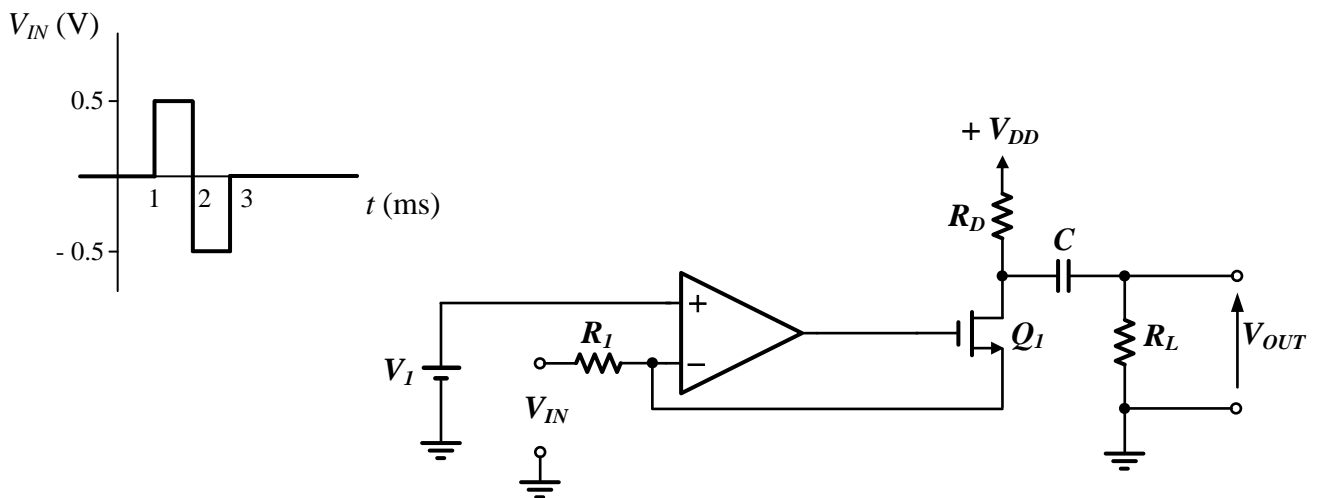 V_IN (V)
0.5
1 2 3
t (ms)
- 0.5
+ V_DD
R_D
C
+
R_1
Q_1
R_L
V_OUT
V_1
−
V_IN